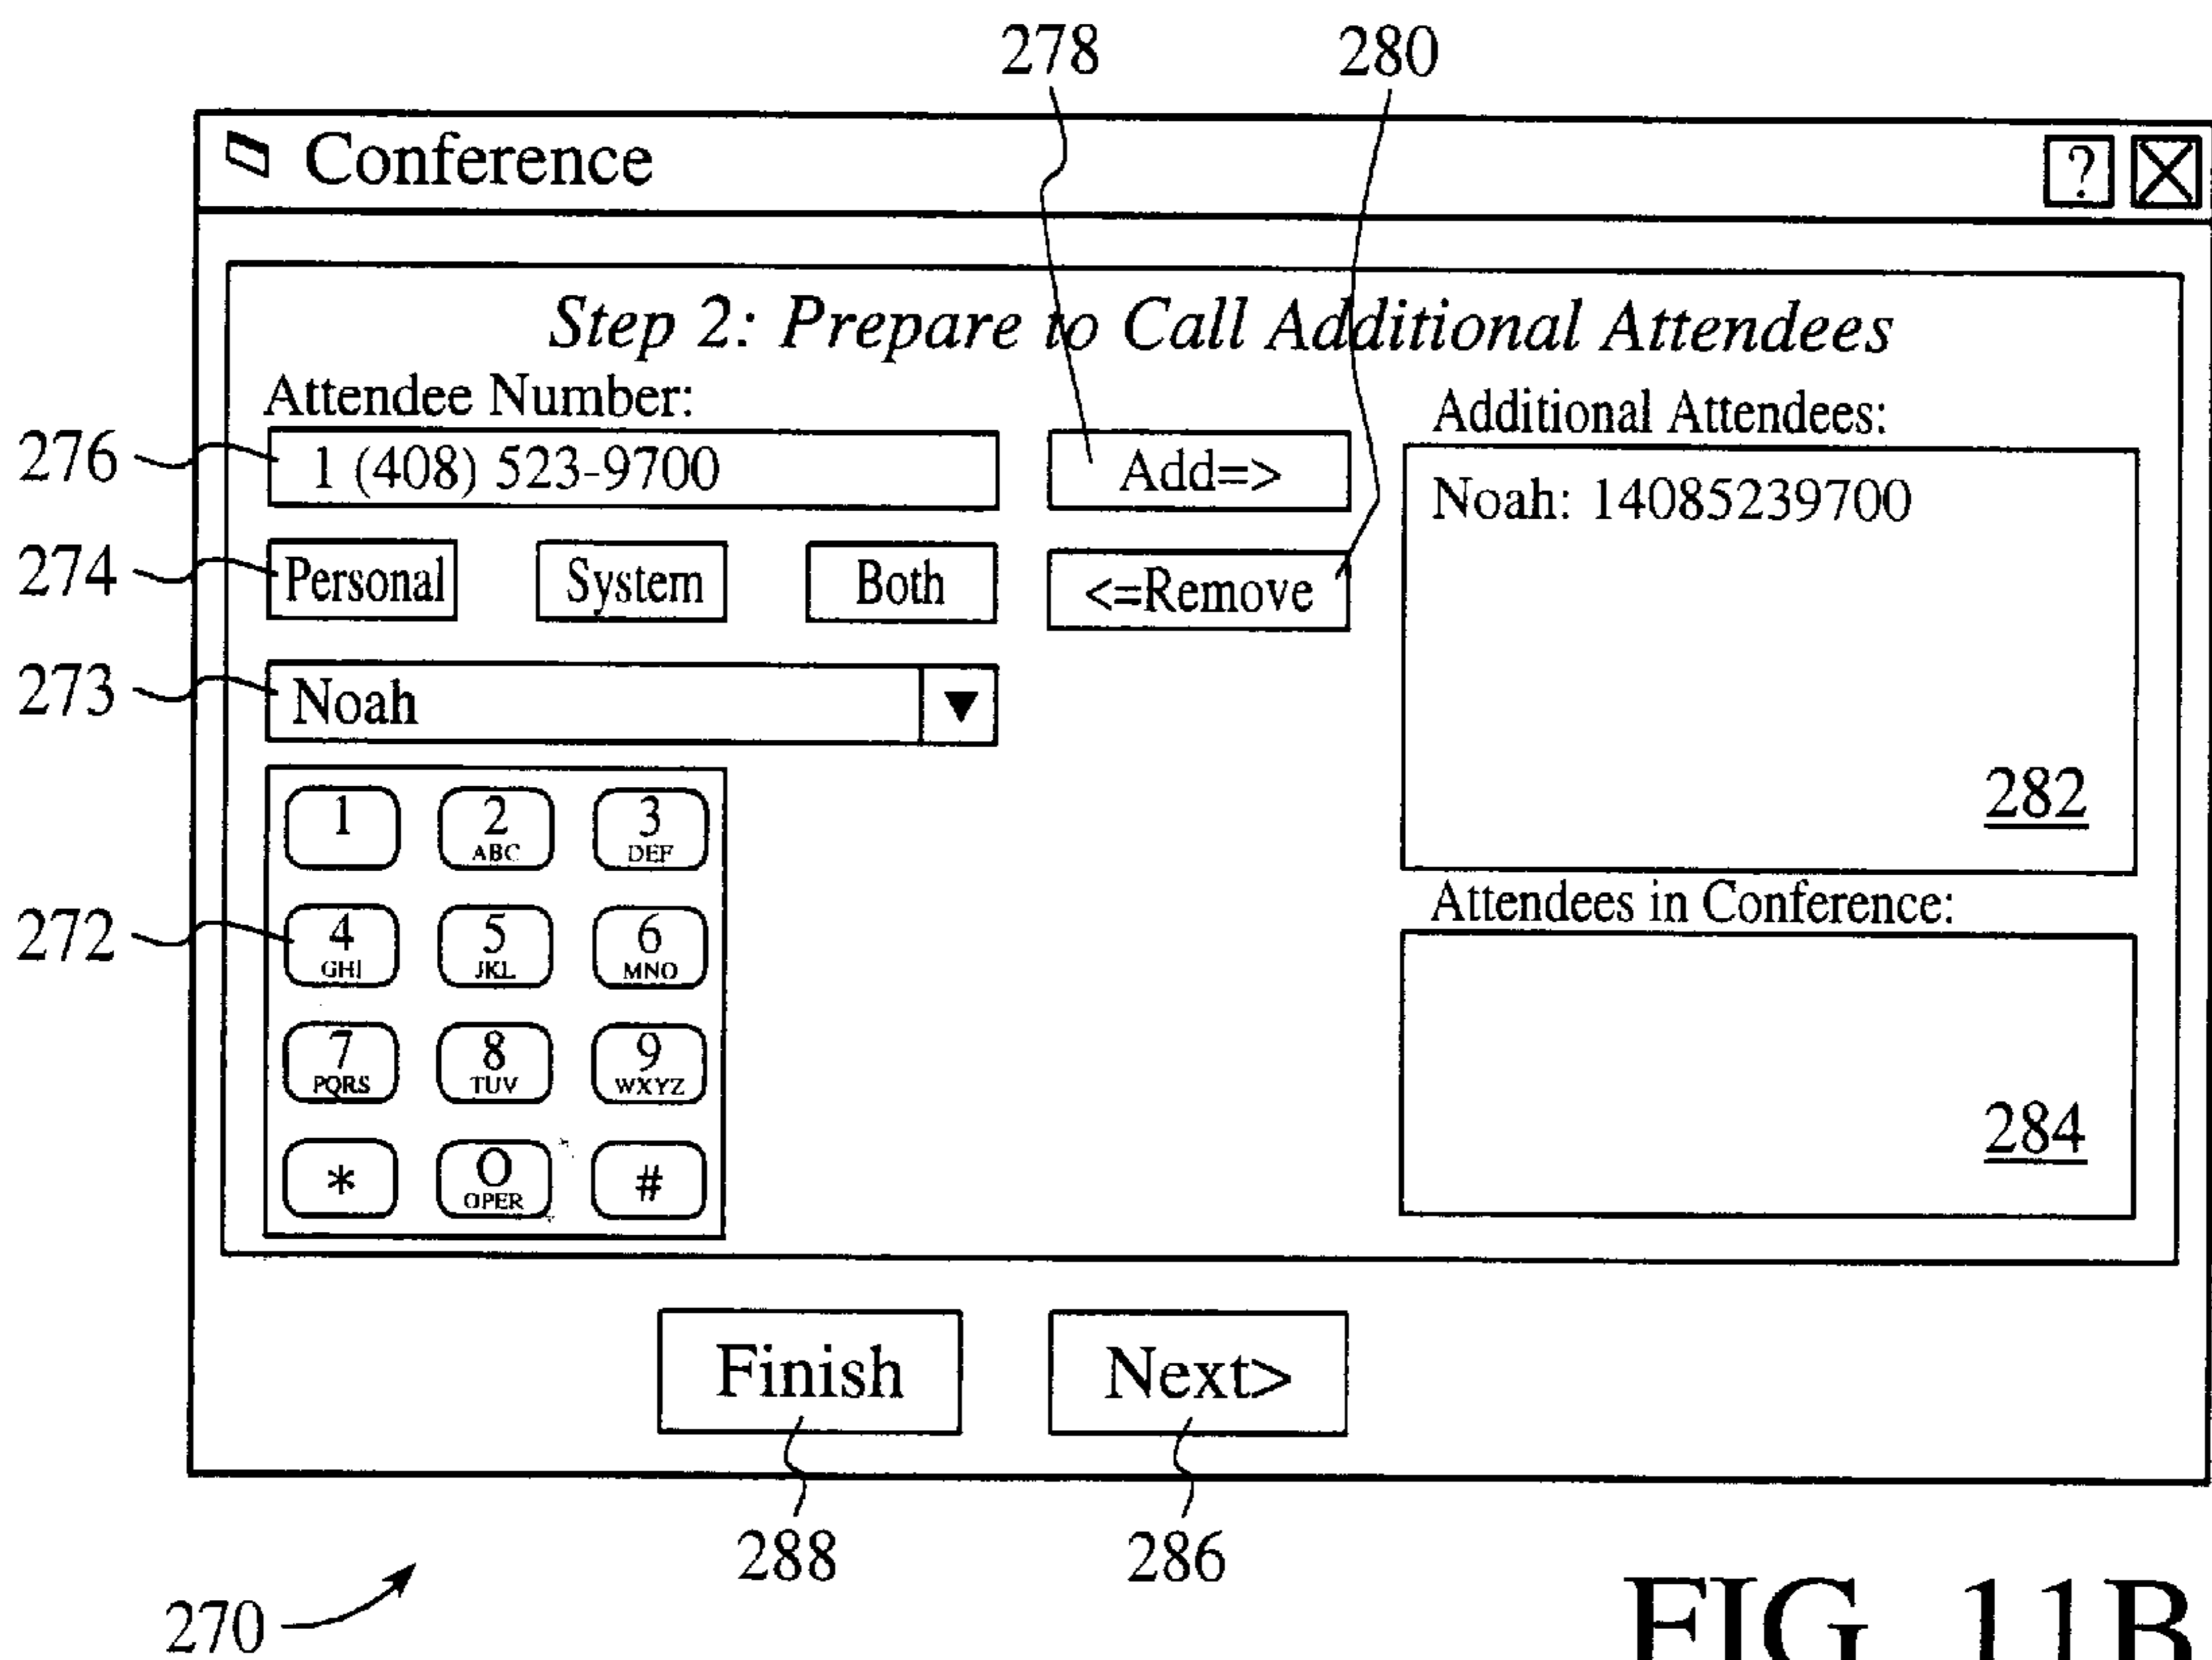 278 280
Conference ?
Step 2: Prepare to Call Additional Attendees
Attendee Number:
Additional Attendees:
276 1 (408) 523-9700 Add=>
Noah: 14085239700
274 Personal System Both <=Remove
273 Noah
282
1 2 ABC 3 DEF
Attendees in Conference:
272 4 GHI 5 JKL 6 MNO
7 PQRS 8 TUV 9 WXYZ
284
* 0 OPER #
Finish Next>
288 286
270
FIG. 11B